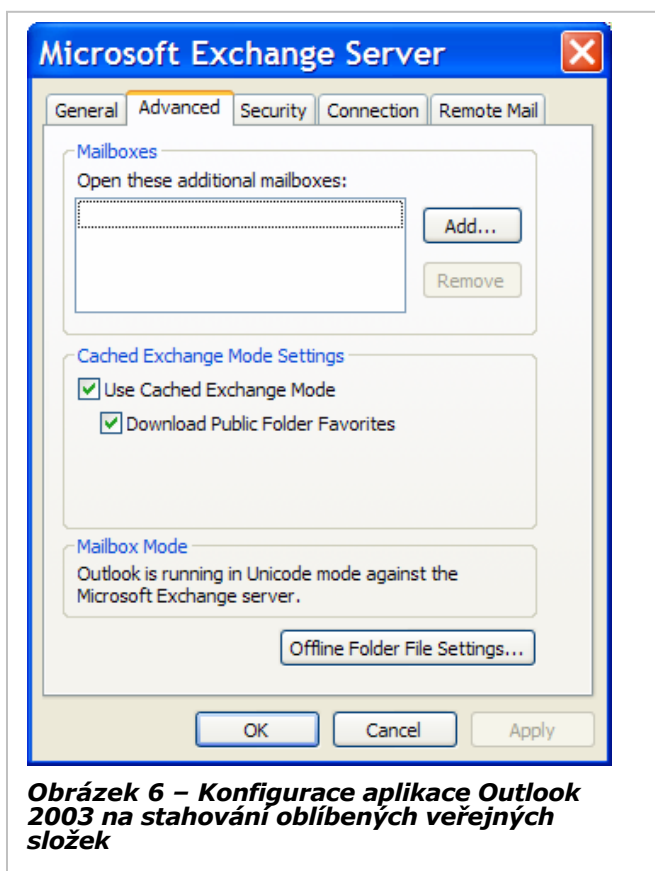 Microsoft Exchange Server
General Advanced Security Connection Remote Mail
Mailboxes
Open these additional mailboxes:
Add...
Remove
Cached Exchange Mode Settings
Use Cached Exchange Mode
Download Public Folder Favorites
Mailbox Mode
Outlook is running in Unicode mode against the
Microsoft Exchange server.
Offline Folder File Settings...
OK Cancel Apply
Obrázek 6 – Konfigurace aplikace Outlook
2003 na stahování oblíbených veřejných
složek